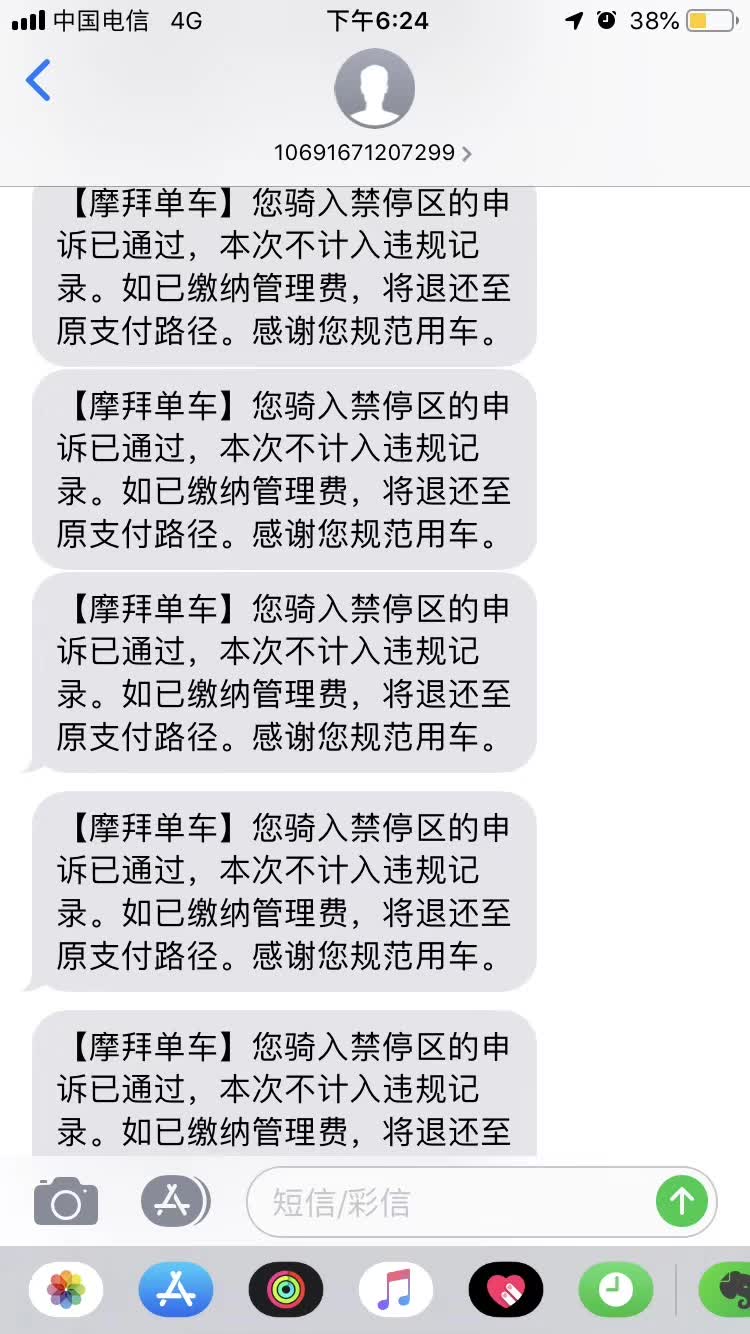 中国电信 4G 下午6:24 38%
10691671207299
【摩拜单车】您骑入禁停区的申
诉已通过，本次不计入违规记
录。如已缴纳管理费，将退还至
原支付路径。感谢您规范用车。
【摩拜单车】您骑入禁停区的申
诉已通过，本次不计入违规记
录。如已缴纳管理费，将退还至
原支付路径。感谢您规范用车。
【摩拜单车】您骑入禁停区的申
诉已通过，本次不计入违规记
录。如已缴纳管理费，将退还至
原支付路径。感谢您规范用车。
【摩拜单车】您骑入禁停区的申
诉已通过，本次不计入违规记
录。如已缴纳管理费，将退还至
原支付路径。感谢您规范用车。
【摩拜单车】您骑入禁停区的申
诉已通过，本次不计入违规记
录。如已缴纳管理费，将退还至
短信/彩信